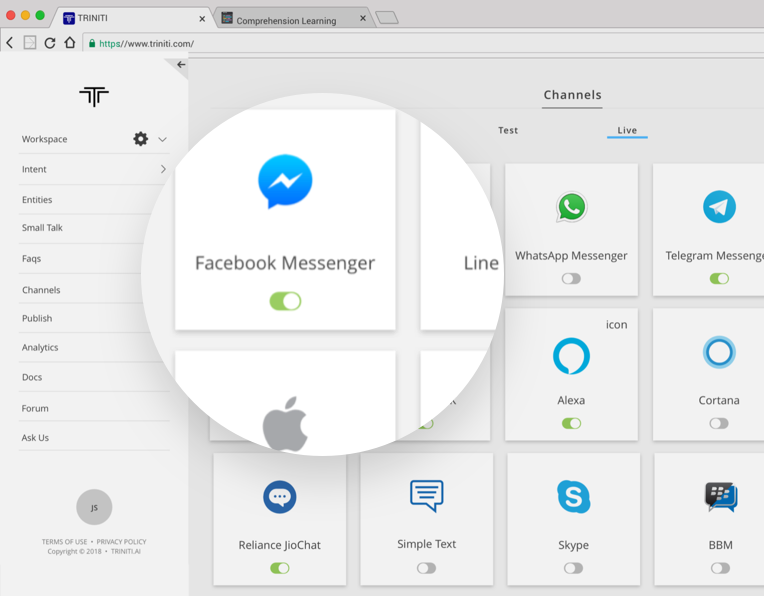 TRINITI
Comprehension Learning
https//www.triniti.com/
Channels
Test
Live
Workspace
Intent
Entities
Small Talk
Faqs
Channels
Publish
Analytics
Docs
Forum
Ask Us
JS
TERMS OF USE • PRIVACY POLICY
Copyright © 2018 • TRINITI.AI
Facebook Messenger
Line
WhatsApp Messenger
Telegram Messenge
icon
Alexa
Cortana
Reliance JioChat
Simple Text
Skype
BBM